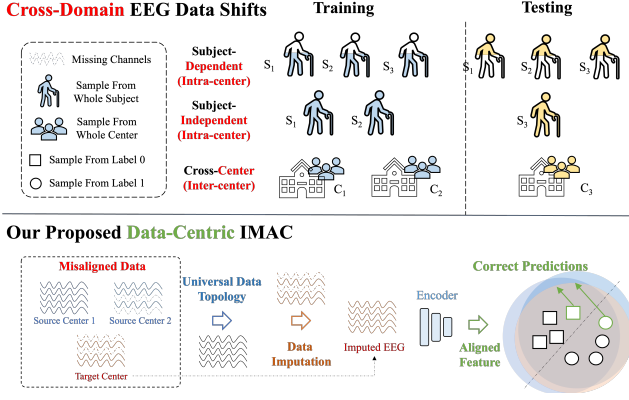 Cross-Domain EEG Data Shifts
Training
Testing
Missing Channels
Sample From
Whole Subject
Sample From
Whole Center
Sample From Label 0
Sample From Label 1
Subject-
Dependent
(Intra-center)
S1
S2
S3
S1
S2
S3
Subject-
Independent
(Intra-center)
S1
S2
S3
Cross-Center
(Inter-center)
C1
C2
C3
Our Proposed Data-Centric IMAC
Misaligned Data
Source Center 1
Source Center 2
Target Center
Universal Data
Topology
Data
Imputation
Imputed EEG
Encoder
Aligned
Feature
Correct Predictions